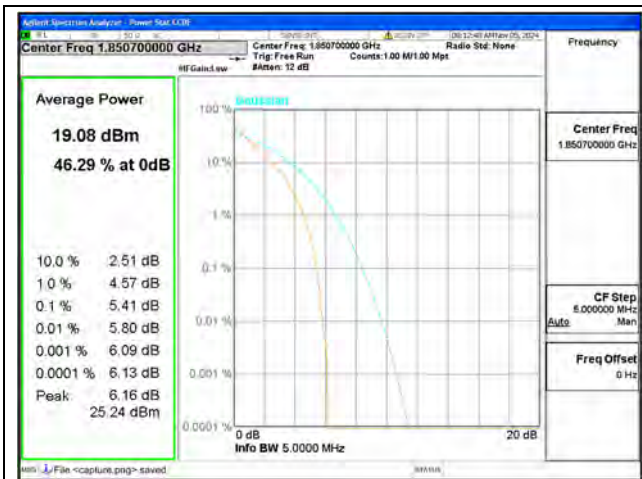 Agilent Spectrum Analyzer - Power Stat CCDF
Center Freq 1.850700000 GHz
Center Freq: 1.850700000 GHz
Radio Std: None
Trig: Free Run
Counts:1.00 M/1.00 Mpt
#IFGain:Low
#Atten: 12 dB
Frequency
Average Power
19.08 dBm
46.29 % at 0dB
10.0 % 2.51 dB
1.0 % 4.57 dB
0.1 % 5.41 dB
0.01 % 5.80 dB
0.001 % 6.09 dB
0.0001 % 6.13 dB
Peak 6.16 dB
25.24 dBm
Gaussian
100 %
10 %
1 %
0.1 %
0.01 %
0.001 %
0.0001 %
0 dB
20 dB
Info BW 5.0000 MHz
Center Freq
1.850700000 GHz
CF Step
5.000000 MHz
Auto Man
Freq Offset
0 Hz
MSG
File <capture.png> saved
STATUS